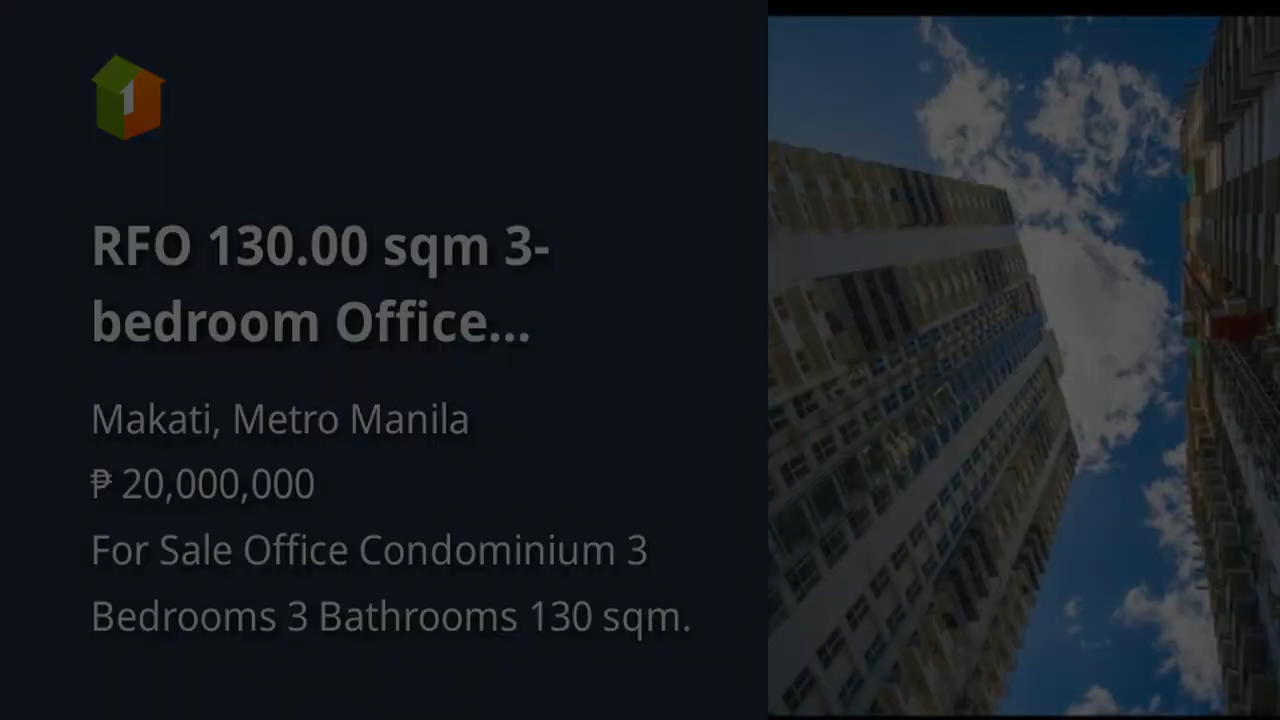 RFO 130.00 sqm 3-
bedroom Office...
Makati, Metro Manila
₱ 20,000,000
For Sale Office Condominium 3
Bedrooms 3 Bathrooms 130 sqm.